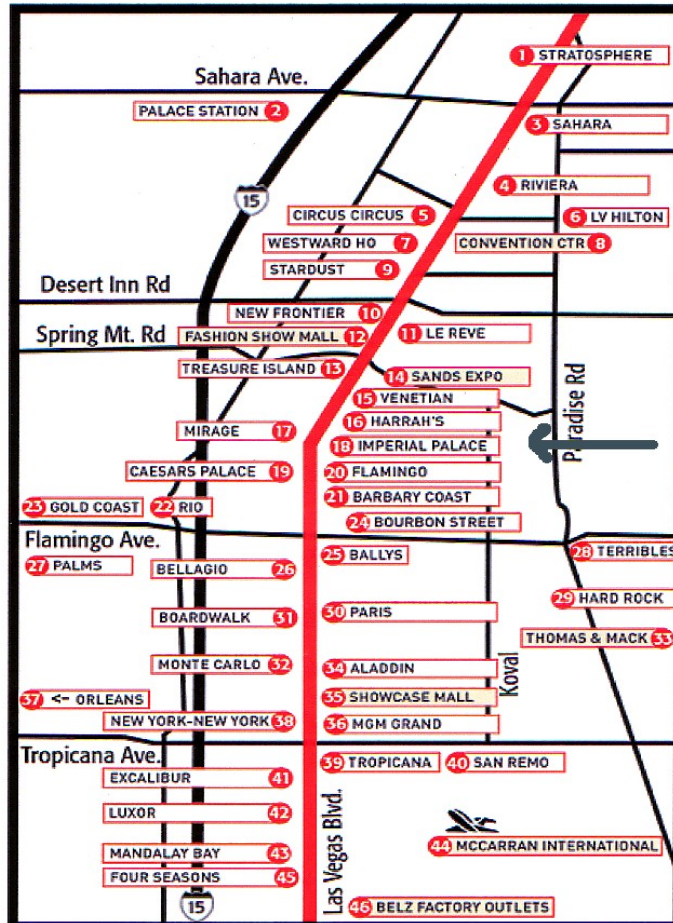 1 STRATOSPHERE
Sahara Ave.
PALACE STATION 2
3 SAHARA
4 RIVIERA
15
CIRCUS CIRCUS 5
6 LV HILTON
WESTWARD HO 7
CONVENTION CTR 8
STARDUST 9
Desert Inn Rd
NEW FRONTIER 10
Spring Mt. Rd
FASHION SHOW MALL 12
11 LE REVE
TREASURE ISLAND 13
14 SANDS EXPO
15 VENETIAN
Paradise Rd
16 HARRAH'S
MIRAGE 17
18 IMPERIAL PALACE
CAESARS PALACE 19
20 FLAMINGO
21 BARBARY COAST
23 GOLD COAST
22 RIO
24 BOURBON STREET
Flamingo Ave.
25 BALLYS
28 TERRIBLES
27 PALMS
BELLAGIO 26
29 HARD ROCK
BOARDWALK 31
30 PARIS
THOMAS & MACK 33
MONTE CARLO 32
34 ALADDIN
Koval
37 <- ORLEANS
35 SHOWCASE MALL
NEW YORK-NEW YORK 38
36 MGM GRAND
Tropicana Ave.
39 TROPICANA
40 SAN REMO
EXCALIBUR 41
LUXOR 42
Las Vegas Blvd.
MANDALAY BAY 43
44 MCCARRAN INTERNATIONAL
FOUR SEASONS 45
15
46 BELZ FACTORY OUTLETS